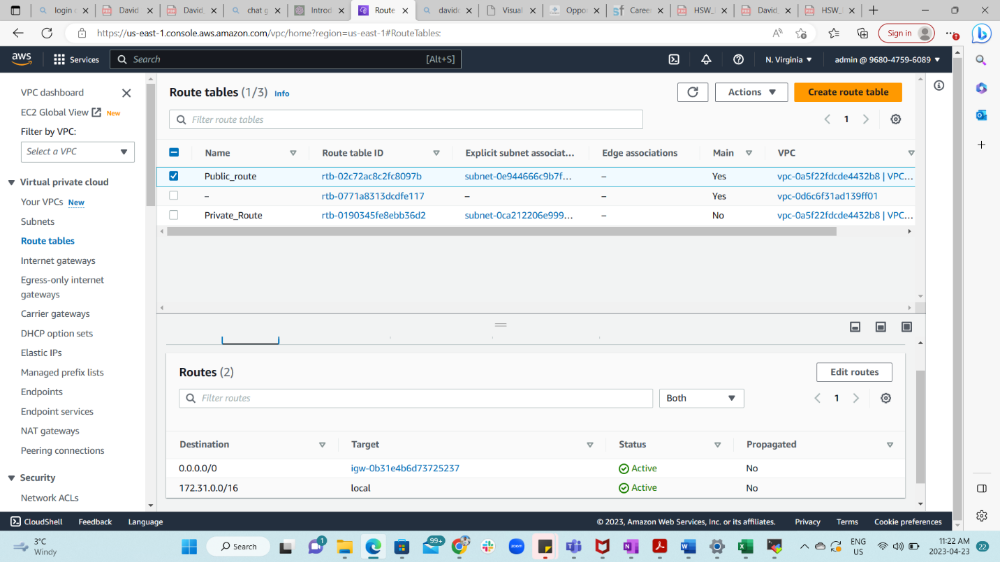 login c
David
David_
chat g
Introd
Route
davidc
Visual
Oppor
Career
HSW_
David_
HSW_
https://us-east-1.console.aws.amazon.com/vpc/home?region=us-east-1#RouteTables:
Sign in
aws
Services
Search
[Alt+S]
N. Virginia
admin @ 9680-4759-6089
VPC dashboard
EC2 Global View New
Filter by VPC:
Select a VPC
Virtual private cloud
Your VPCs New
Subnets
Route tables
Internet gateways
Egress-only internet
gateways
Carrier gateways
DHCP option sets
Elastic IPs
Managed prefix lists
Endpoints
Endpoint services
NAT gateways
Peering connections
Security
Network ACLs
Route tables (1/3) Info
Actions
Create route table
Filter route tables
1
Name Route table ID Explicit subnet associat... Edge associations Main VPC
Public_route rtb-02c72ac8c2fc8097b subnet-0e944666c9b7f... – Yes vpc-0a5f22fdcde4432b8 | VPC...
– rtb-0771a8313dcdfe117 – – Yes vpc-0d6c6f31ad139ff01
Private_Route rtb-0190345fe8ebb36d2 subnet-0ca212206e999... – No vpc-0a5f22fdcde4432b8 | VPC...
Routes (2)
Edit routes
Filter routes
Both
1
Destination Target Status Propagated
0.0.0.0/0 igw-0b31e4b6d73725237 Active No
172.31.0.0/16 local Active No
CloudShell Feedback Language
© 2023, Amazon Web Services, Inc. or its affiliates. Privacy Terms Cookie preferences
3°C
Windy
Search
1
99+
zoom
ENG
US
11:22 AM
2023-04-23
22